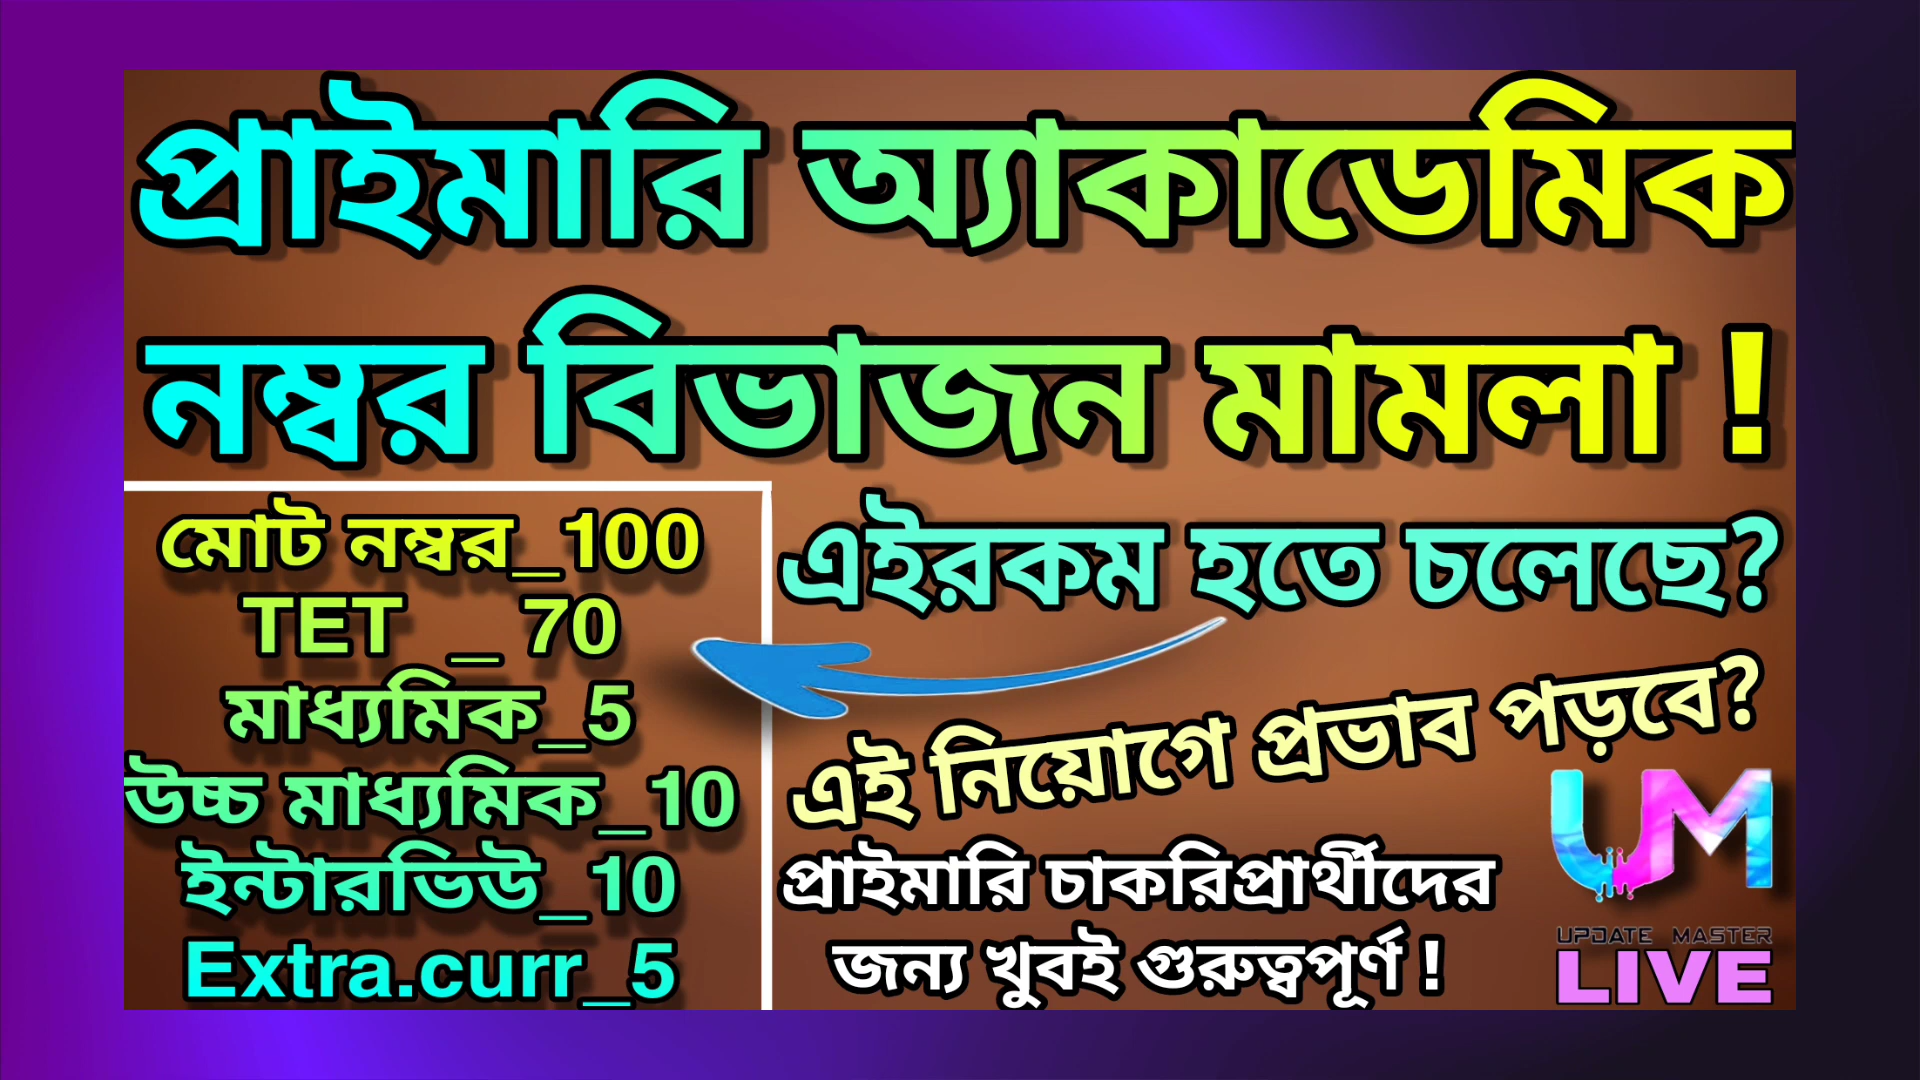 প্রাইমারি অ্যাকাডেমিক
নম্বর বিভাজন মামলা !
মোট নম্বর_100
TET _ 70
মাধ্যমিক_5
উচ্চ মাধ্যমিক_10
ইন্টারভিউ_10
Extra.curr_5
এইরকম হতে চলেছে?
এই নিয়োগে প্রভাব পড়বে?
প্রাইমারি চাকরিপ্রার্থীদের
জন্য খুবই গুরুত্বপূর্ণ !
UM
UPDATE MASTER
LIVE